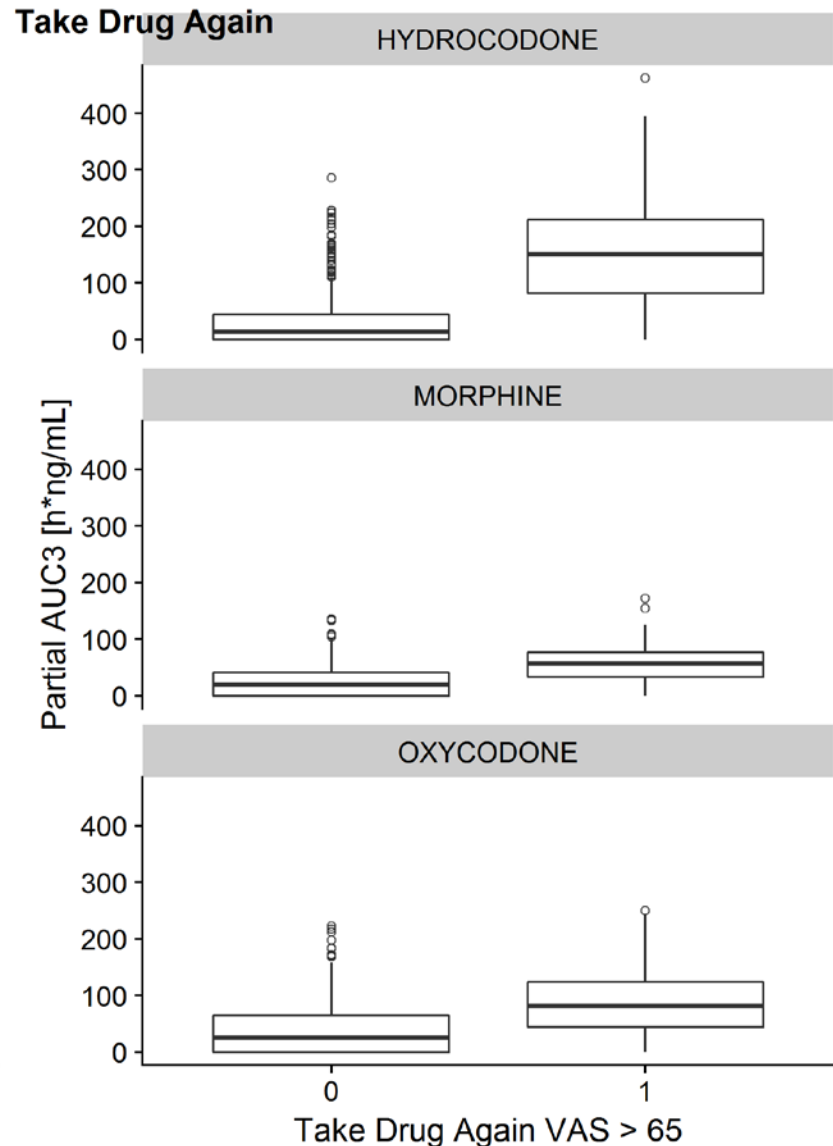 Take Drug Again
HYDROCODONE
400
300
200
100
0
MORPHINE
400
300
200
100
0
OXYCODONE
400
300
200
100
0
Partial AUC3 [h*ng/mL]
0 1
Take Drug Again VAS > 65